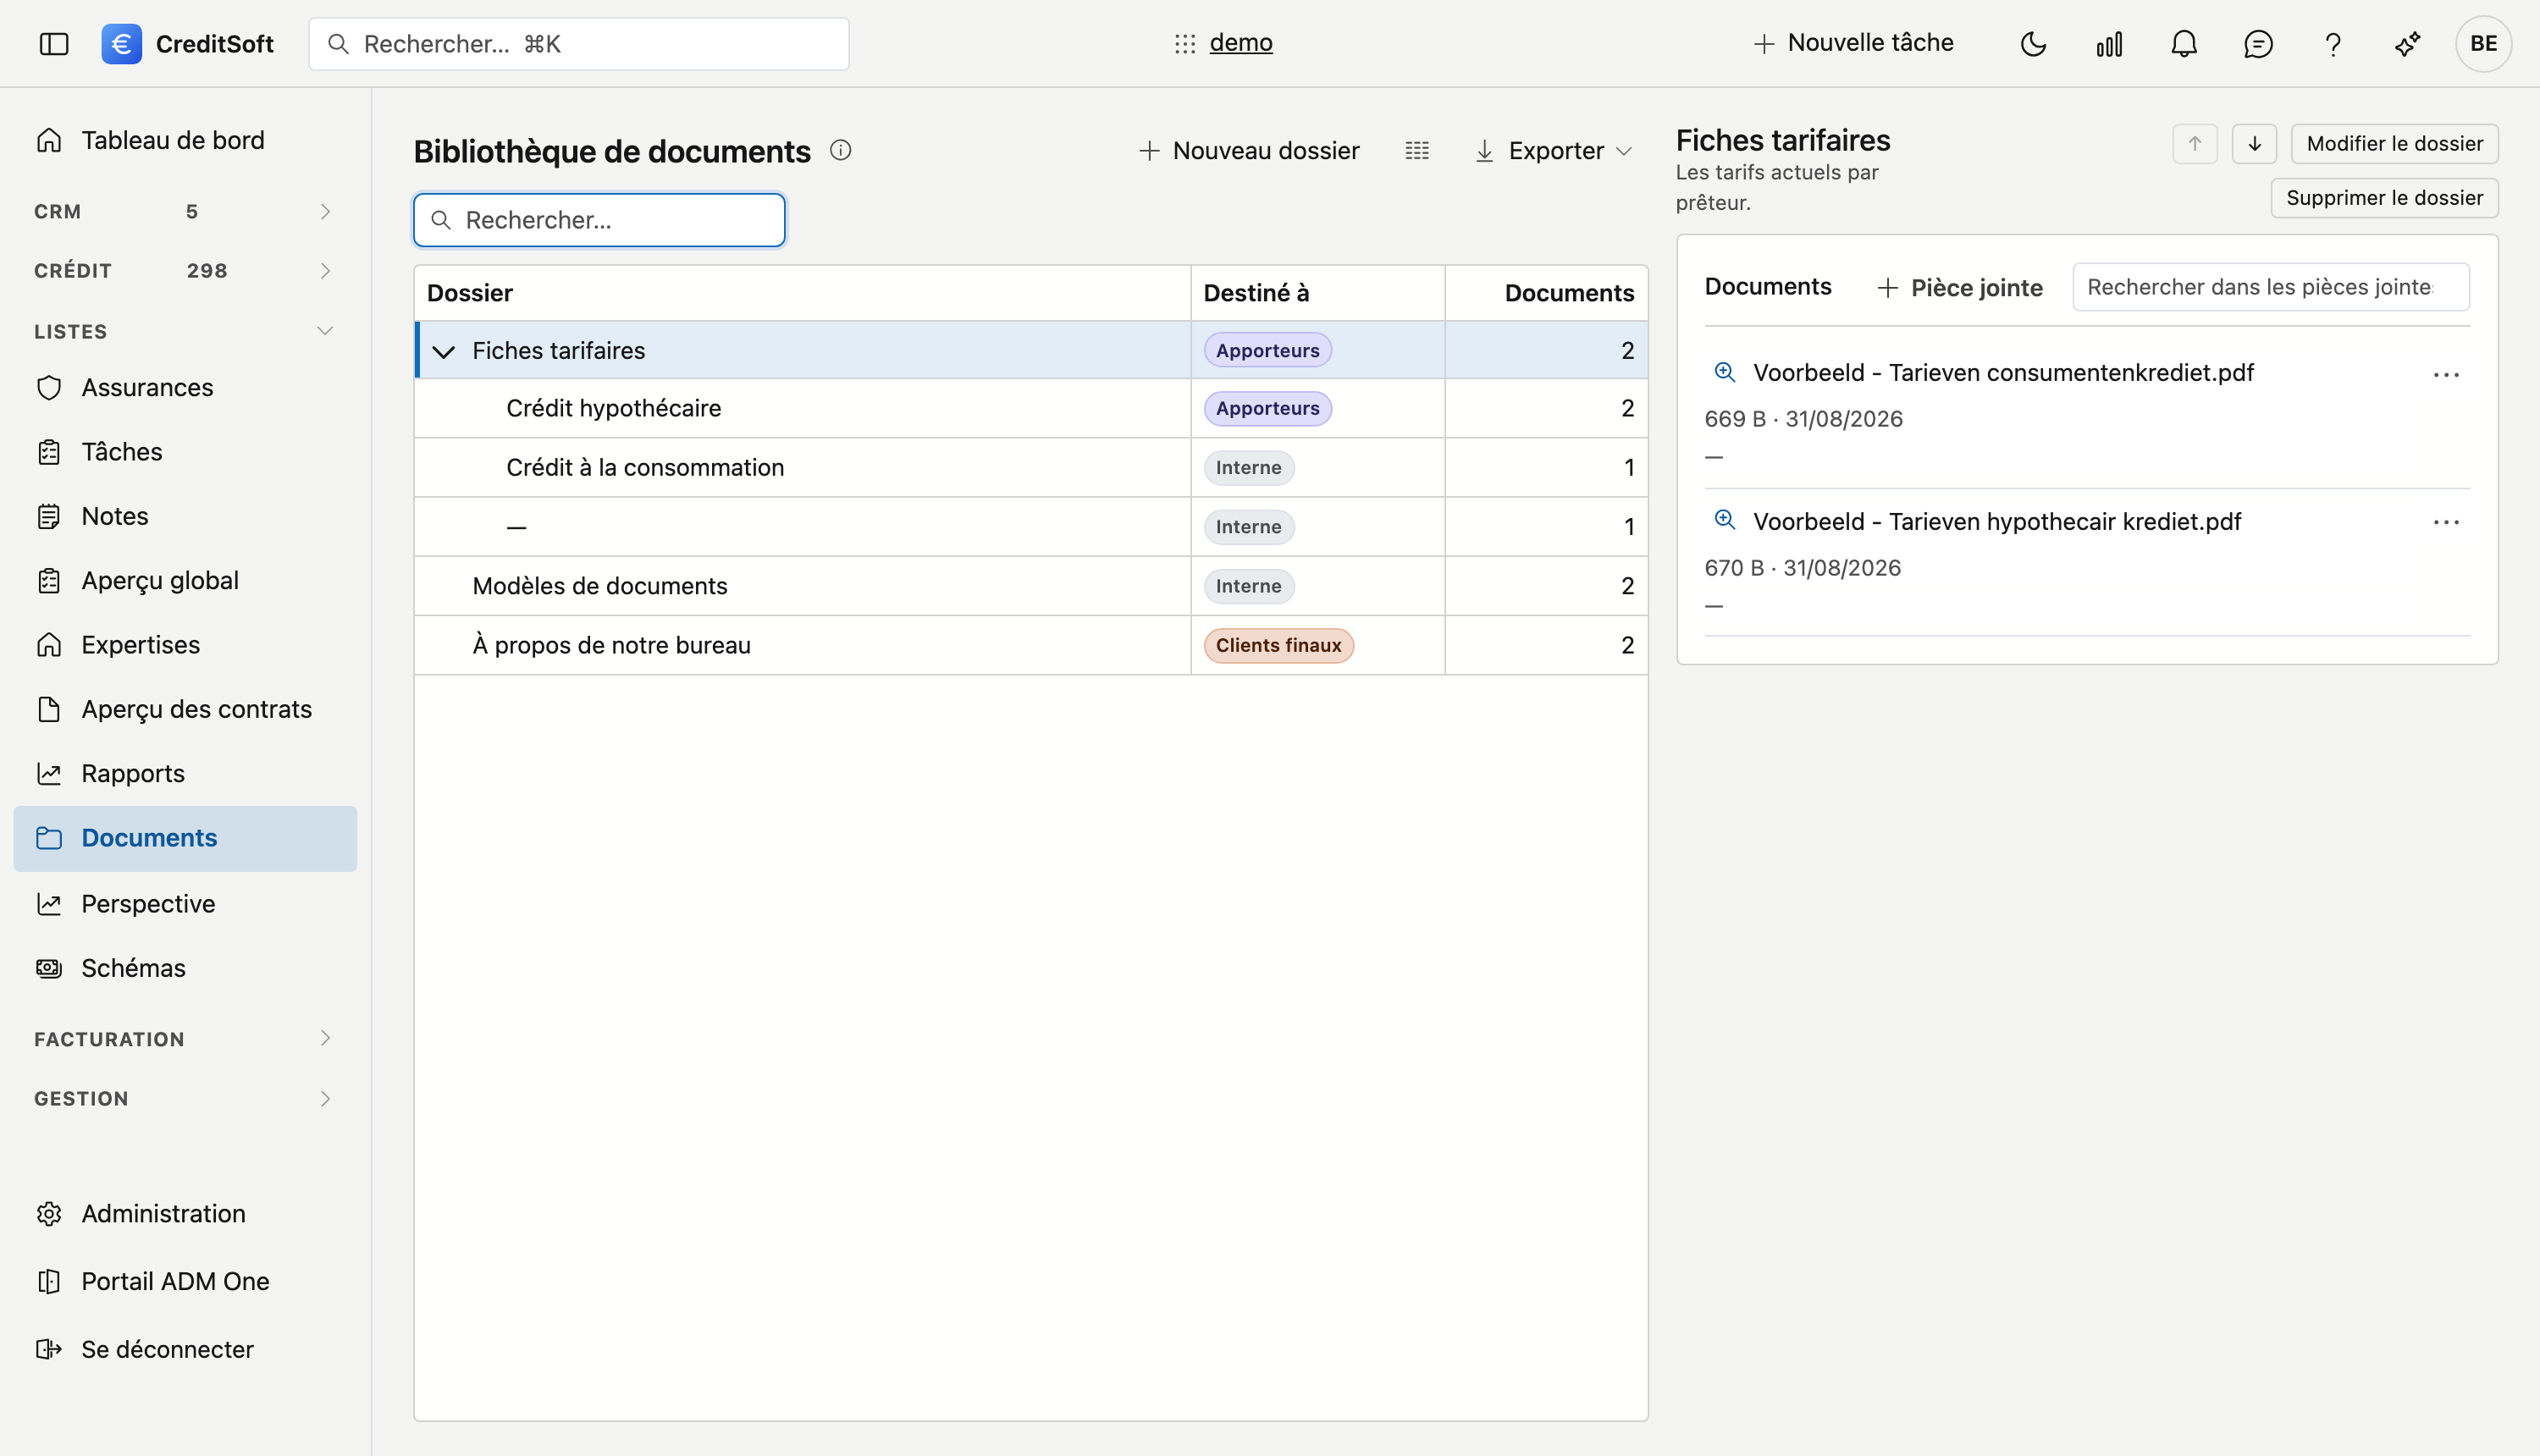 CreditSoft
Rechercher... ⌘K
demo
Nouvelle tâche
BE
Tableau de bord
CRM 5
CRÉDIT 298
LISTES
Assurances
Tâches
Notes
Aperçu global
Expertises
Aperçu des contrats
Rapports
Documents
Perspective
Schémas
FACTURATION
GESTION
Administration
Portail ADM One
Se déconnecter
Bibliothèque de documents
Nouveau dossier
Exporter
Rechercher...
Dossier Destiné à Documents
Fiches tarifaires Apporteurs 2
Crédit hypothécaire Apporteurs 2
Crédit à la consommation Interne 1
— Interne 1
Modèles de documents Interne 2
À propos de notre bureau Clients finaux 2
Fiches tarifaires
Les tarifs actuels par
prêteur.
Modifier le dossier
Supprimer le dossier
Documents
Pièce jointe
Rechercher dans les pièces jointe
Voorbeeld - Tarieven consumentenkrediet.pdf
669 B · 31/08/2026
—
Voorbeeld - Tarieven hypothecair krediet.pdf
670 B · 31/08/2026
—